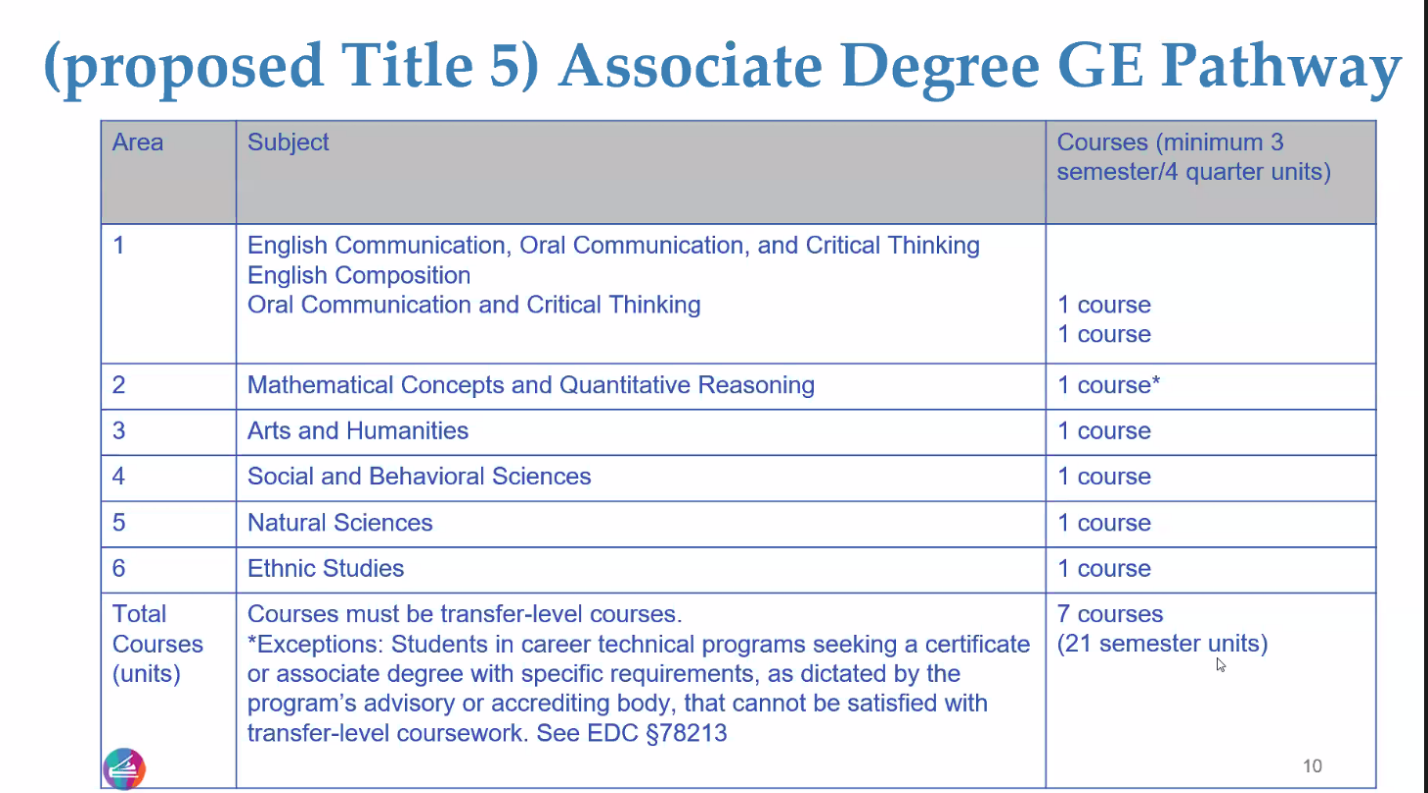 (proposed Title 5) Associate Degree GE Pathway
Area
Subject
Courses (minimum 3
semester/4 quarter units)
1
English Communication, Oral Communication, and Critical Thinking
English Composition
Oral Communication and Critical Thinking
1 course
1 course
2
Mathematical Concepts and Quantitative Reasoning
1 course*
3
Arts and Humanities
1 course
4
Social and Behavioral Sciences
1 course
5
Natural Sciences
1 course
6
Ethnic Studies
1 course
Total
Courses
(units)
Courses must be transfer-level courses.
*Exceptions: Students in career technical programs seeking a certificate
or associate degree with specific requirements, as dictated by the
program's advisory or accrediting body, that cannot be satisfied with
transfer-level coursework. See EDC §78213
7 courses
(21 semester units)
10